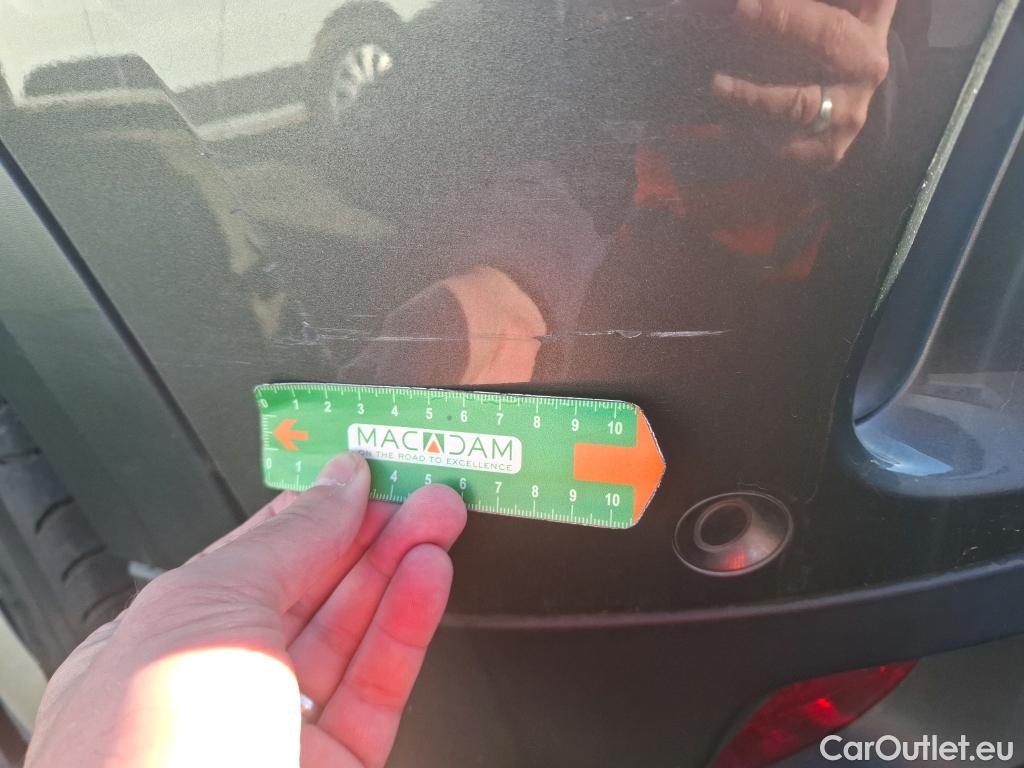 0 1 2 3 4 5 6 7 8 9 10
MACADAM
ON THE ROAD TO EXCELLENCE
0 1 4 5 6 7 8 9 10
CarOutlet.eu